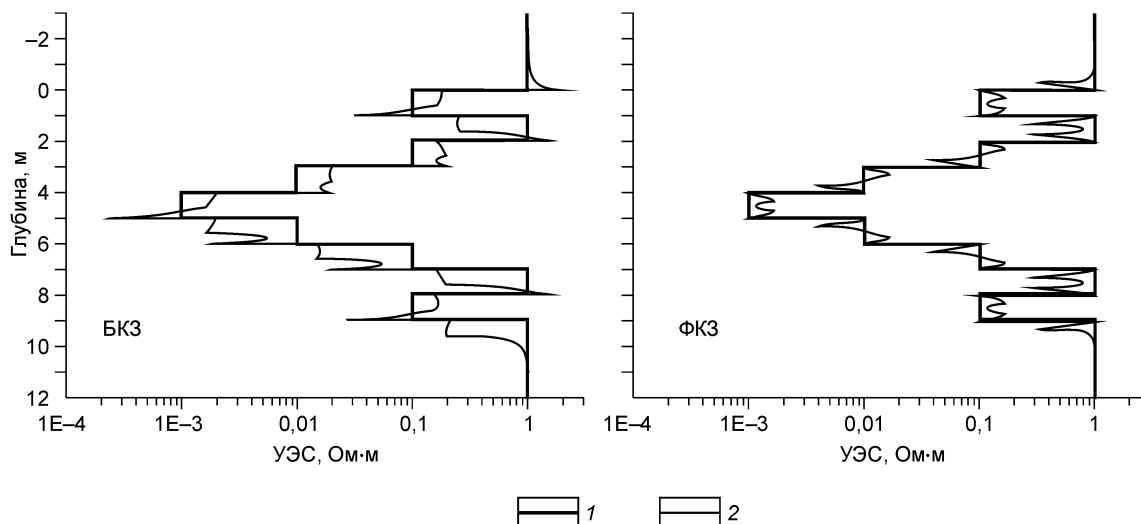 Глубина, м
–2
0
2
4
6
8
10
12
БКЗ
1E–4
1E–3
0,01
0,1
1
УЭС, Ом·м
ФКЗ
1E–4
1E–3
0,01
0,1
1
УЭС, Ом·м
1
2